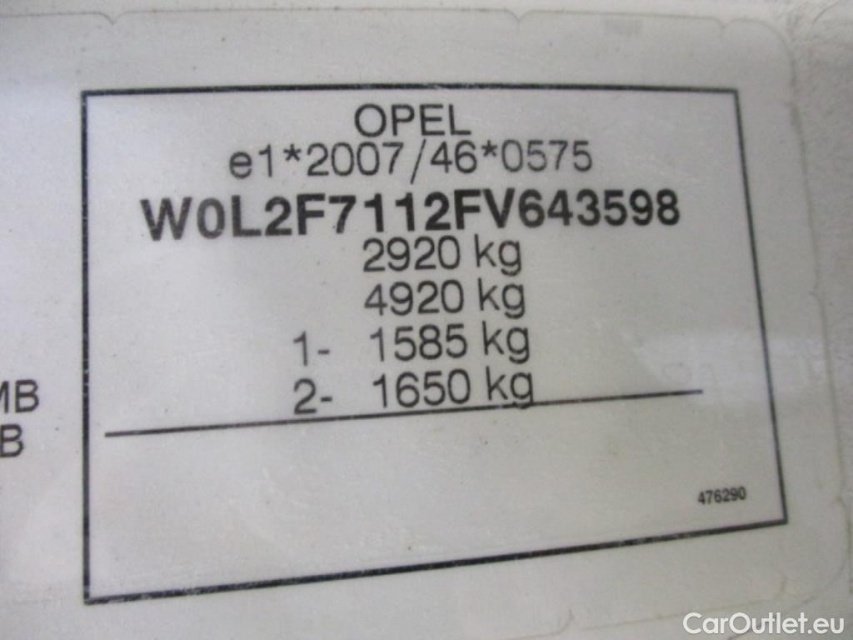 OPEL
e1*2007/46*0575
W0L2F7112FV643598
2920 kg
4920 kg
1- 1585 kg
2- 1650 kg
MB
B
476290
CarOutlet.eu